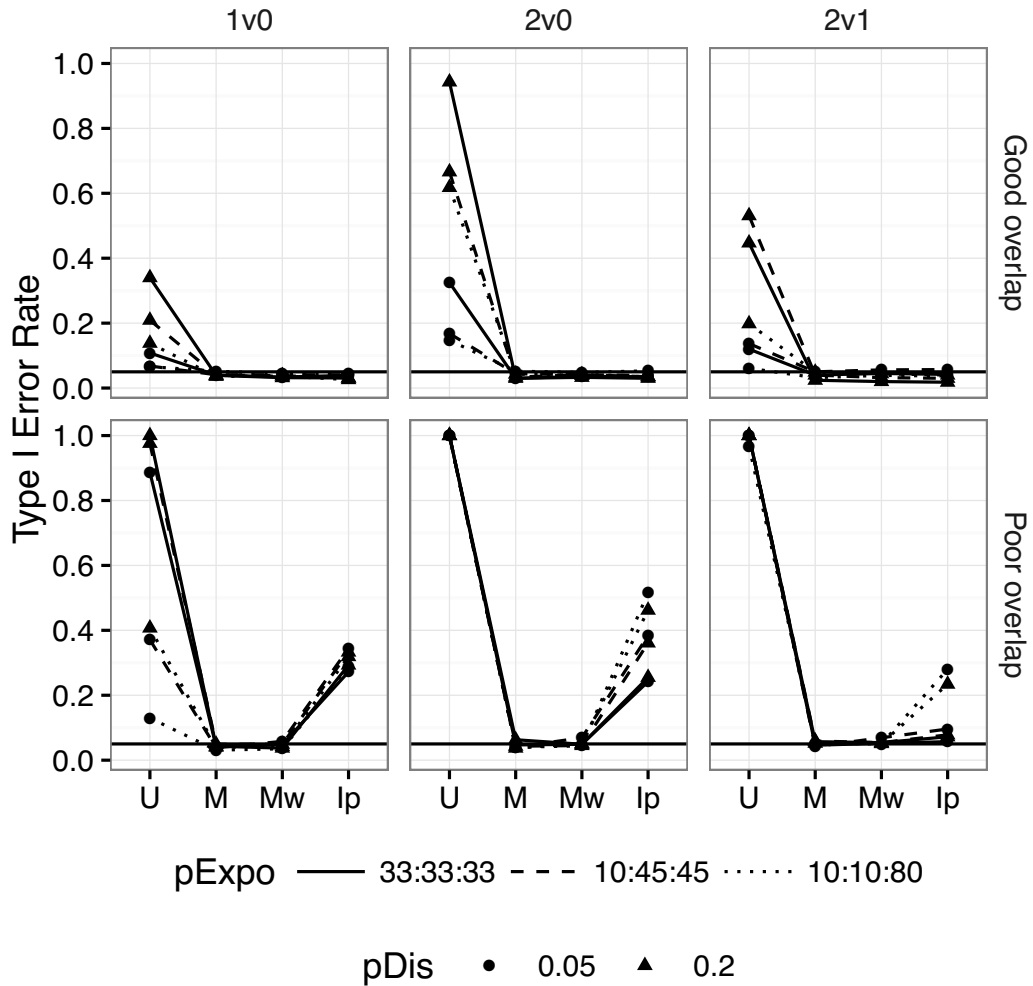 1v0 2v0 2v1
Type I Error Rate
1.0
0.8
0.6
0.4
0.2
0.0
Good overlap
1.0
0.8
0.6
0.4
0.2
0.0
Poor overlap
U M Mw Ip U M Mw Ip U M Mw Ip
pExpo 33:33:33 10:45:45 10:10:80
pDis 0.05 0.2